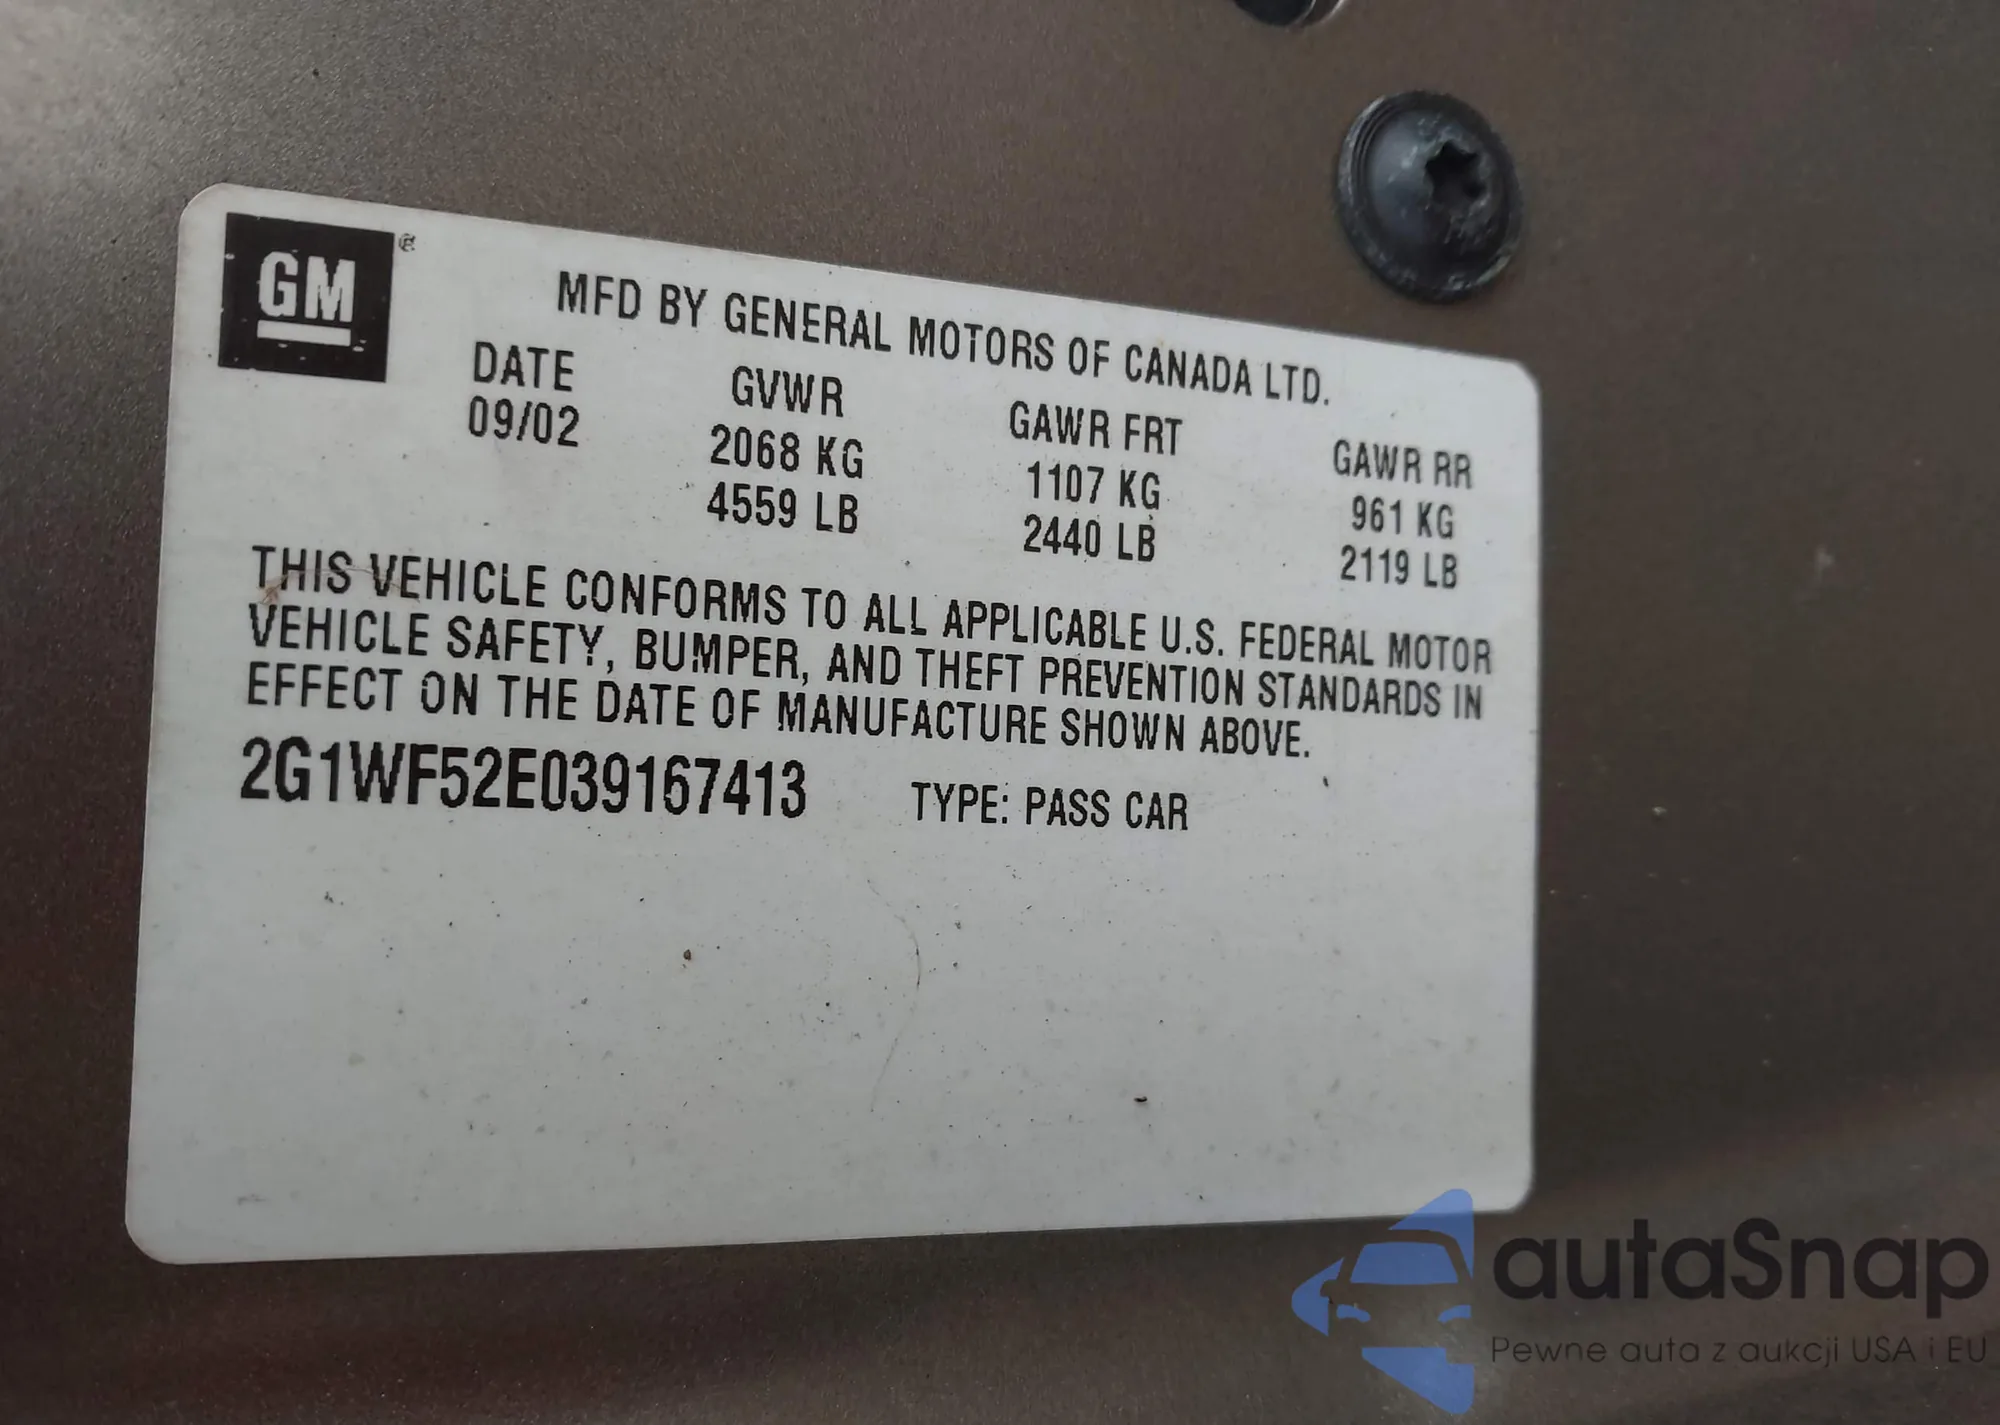 GM®
MFD BY GENERAL MOTORS OF CANADA LTD.
DATE GVWR GAWR FRT GAWR RR
09/02 2068 KG 1107 KG 961 KG
4559 LB 2440 LB 2119 LB
THIS VEHICLE CONFORMS TO ALL APPLICABLE U.S. FEDERAL MOTOR
VEHICLE SAFETY, BUMPER, AND THEFT PREVENTION STANDARDS IN
EFFECT ON THE DATE OF MANUFACTURE SHOWN ABOVE.
2G1WF52E039167413 TYPE: PASS CAR
autaSnap
Pewne auta z aukcji USA i EU